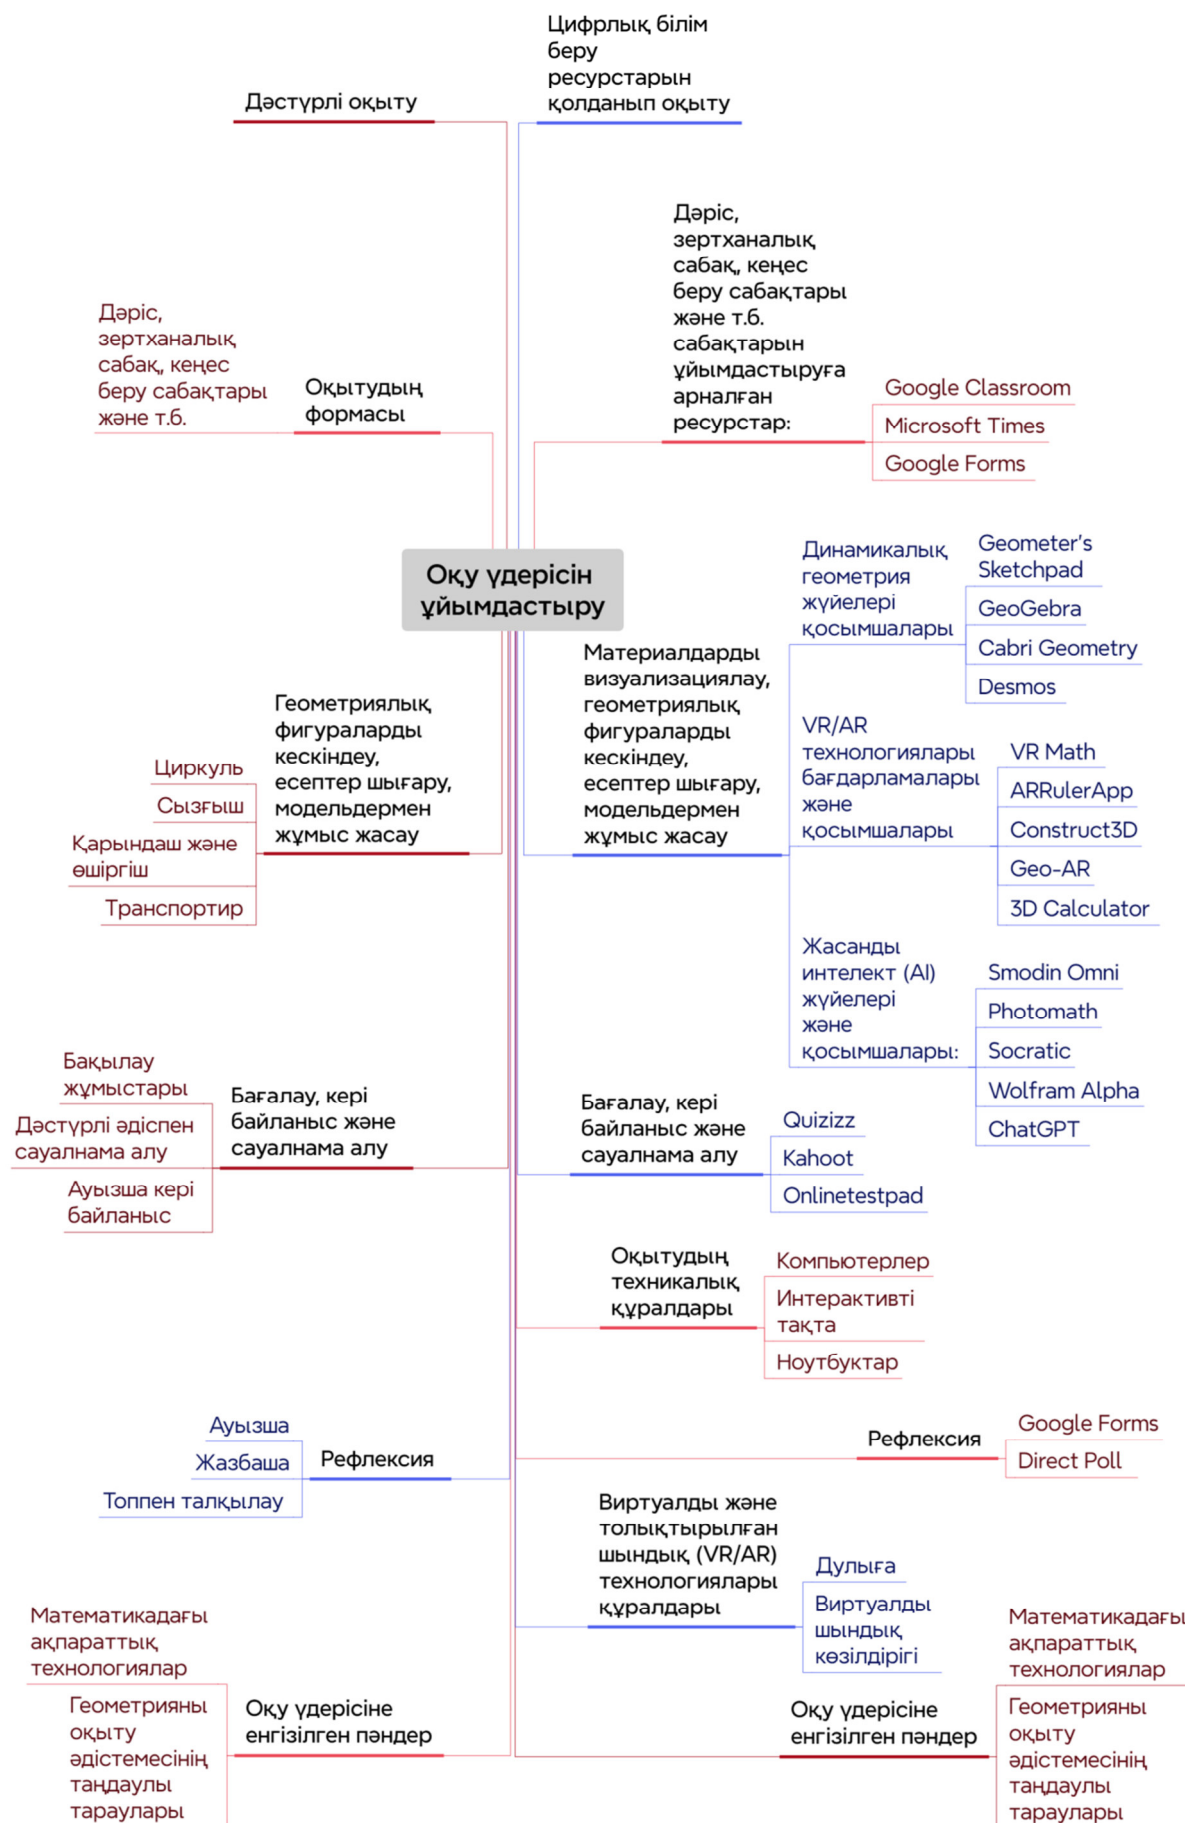 Цифрлық білім
беру
ресурстарын
қолданып оқыту
Дәстүрлі оқыту
Дәріс,
зертханалық
сабақ, кеңес
беру сабақтары
және т.б.
сабақтарын
ұйымдастыруға
арналған
ресурстар:
Google Classroom
Microsoft Times
Google Forms
Дәріс,
зертханалық
сабақ, кеңес
беру сабақтары
және т.б.
Оқытудың
формасы
Оқу үдерісін
ұйымдастыру
Материалдарды
визуализациялау,
геометриялық
фигураларды
кескіндеу,
есептер шығару,
модельдермен
жұмыс жасау
Динамикалық
геометрия
жүйелері
қосымшалары
Geometer's
Sketchpad
GeoGebra
Cabri Geometry
Desmos
VR/AR
технологиялары
бағдарламалары
және
қосымшалары
VR Math
ARRulerApp
Construct3D
Geo-AR
3D Calculator
Жасанды
интелект (AI)
жүйелері
және
қосымшалары:
Smodin Omni
Photomath
Socratic
Wolfram Alpha
ChatGPT
Геометриялық
фигураларды
кескіндеу,
есептер шығару,
модельдермен
жұмыс жасау
Циркуль
Сызғыш
Қарындаш және
өшіргіш
Транспортир
Бағалау, кері
байланыс және
сауалнама алу
Бақылау
жұмыстары
Дәстүрлі әдіспен
сауалнама алу
Ауызша кері
байланыс
Бағалау, кері
байланыс және
сауалнама алу
Quizizz
Kahoot
Onlinetestpad
Оқытудың
техникалық
құралдары
Компьютерлер
Интерактивті
тақта
Ноутбуктар
Рефлексия
Ауызша
Жазбаша
Топпен талқылау
Рефлексия
Google Forms
Direct Poll
Виртуалды және
толықтырылған
шындық (VR/AR)
технологиялары
құралдары
Дулыға
Виртуалды
шындық
көзілдірігі
Оқу үдерісіне
енгізілген пәндер
Математикадағы
ақпараттық
технологиялар
Геометрияны
оқыту
әдістемесінің
таңдаулы
тараулары
Оқу үдерісіне
енгізілген пәндер
Математикадағы
ақпараттық
технологиялар
Геометрияны
оқыту
әдістемесінің
таңдаулы
тараулары